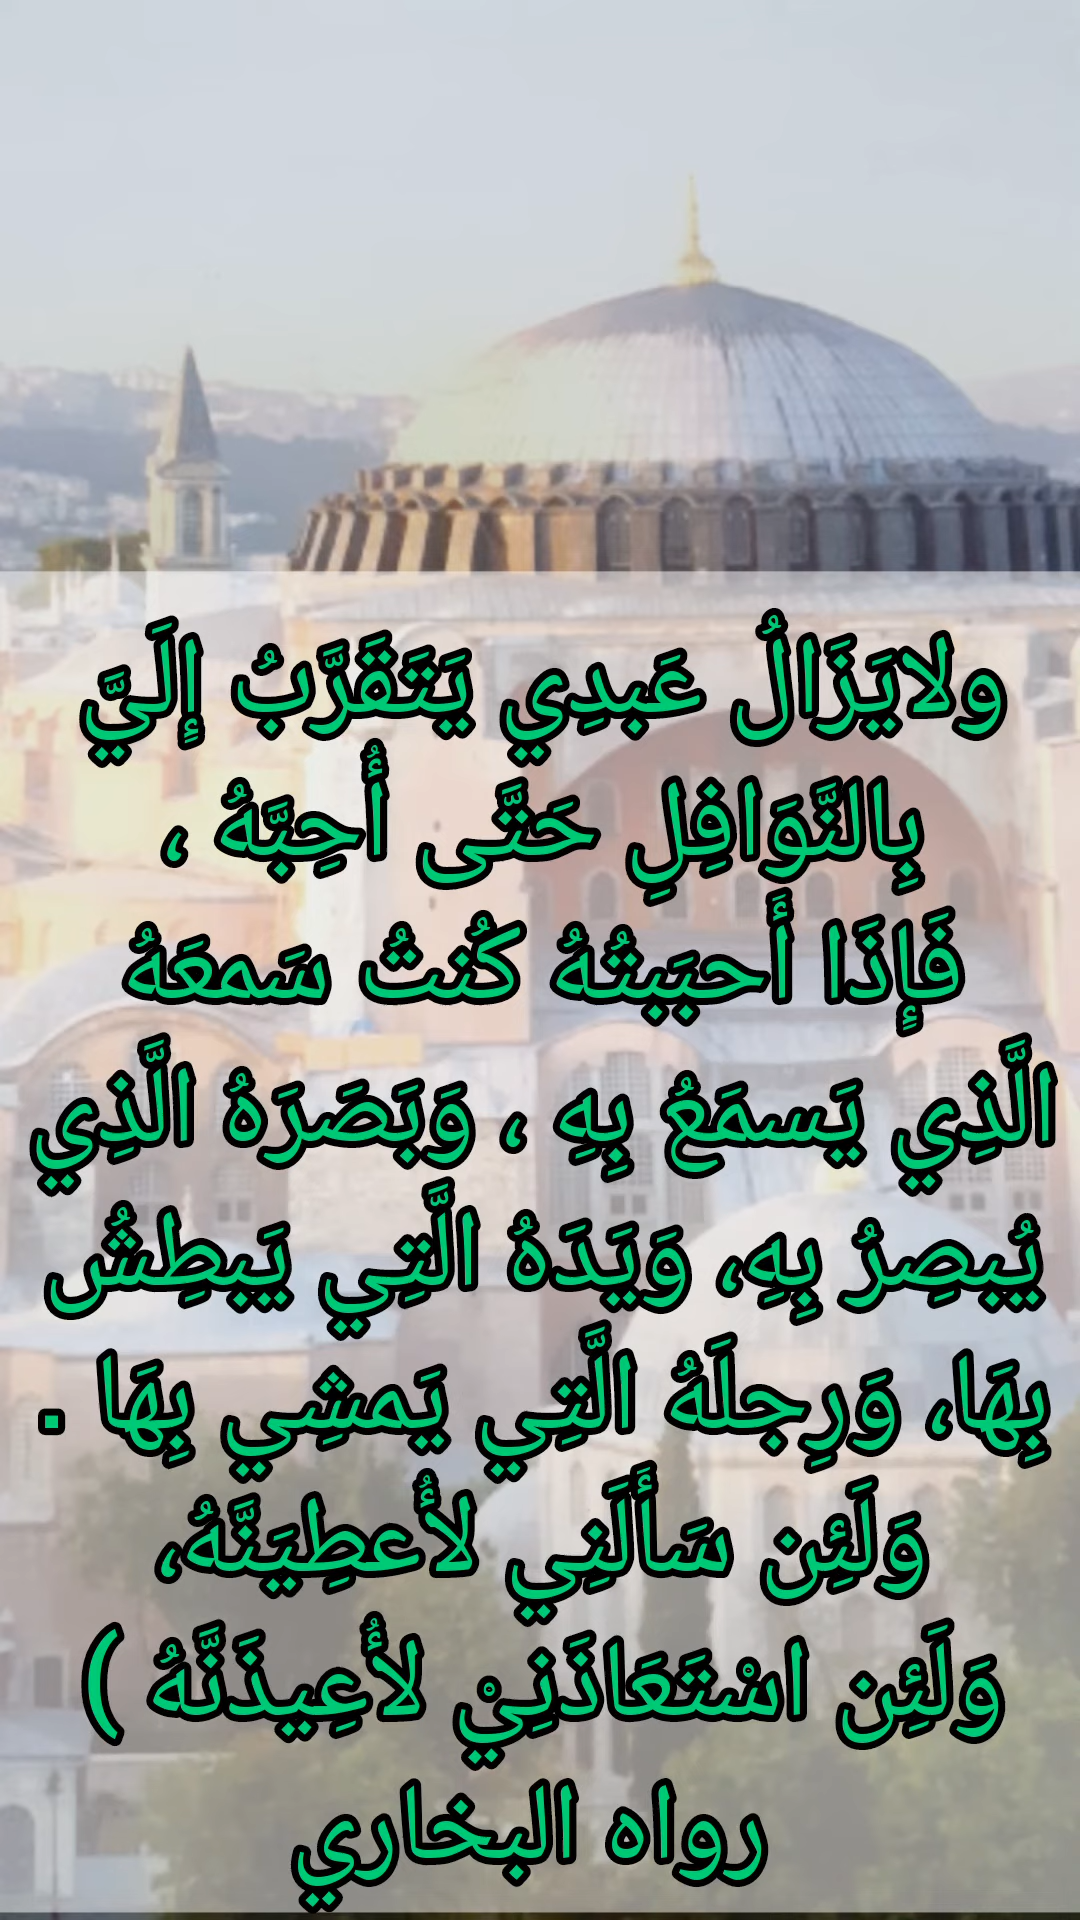 ولايَزَالُ عَبدِي يَتَقَرَّبُ إِلَيَّ
بِالنَّوَافِلِ حَتَّى أُحِبَّهُ ،
فَإِذَا أَحبَبتُهُ كُنتُ سَمعَهُ
الَّذِي يَسمَعُ بِهِ ، وَبَصَرَهُ الَّذِي
يُبصِرُ بِهِ، وَيَدَهُ الَّتِي يَبطِشُ
بِهَا، وَرِجلَهُ الَّتِي يَمشِي بِهَا .
وَلَئِن سَأَلَنِي لأُعطِيَنَّهُ،
وَلَئِن اسْتَعَاذَنِيْ لأُعِيذَنَّهُ )
رواه البخاري